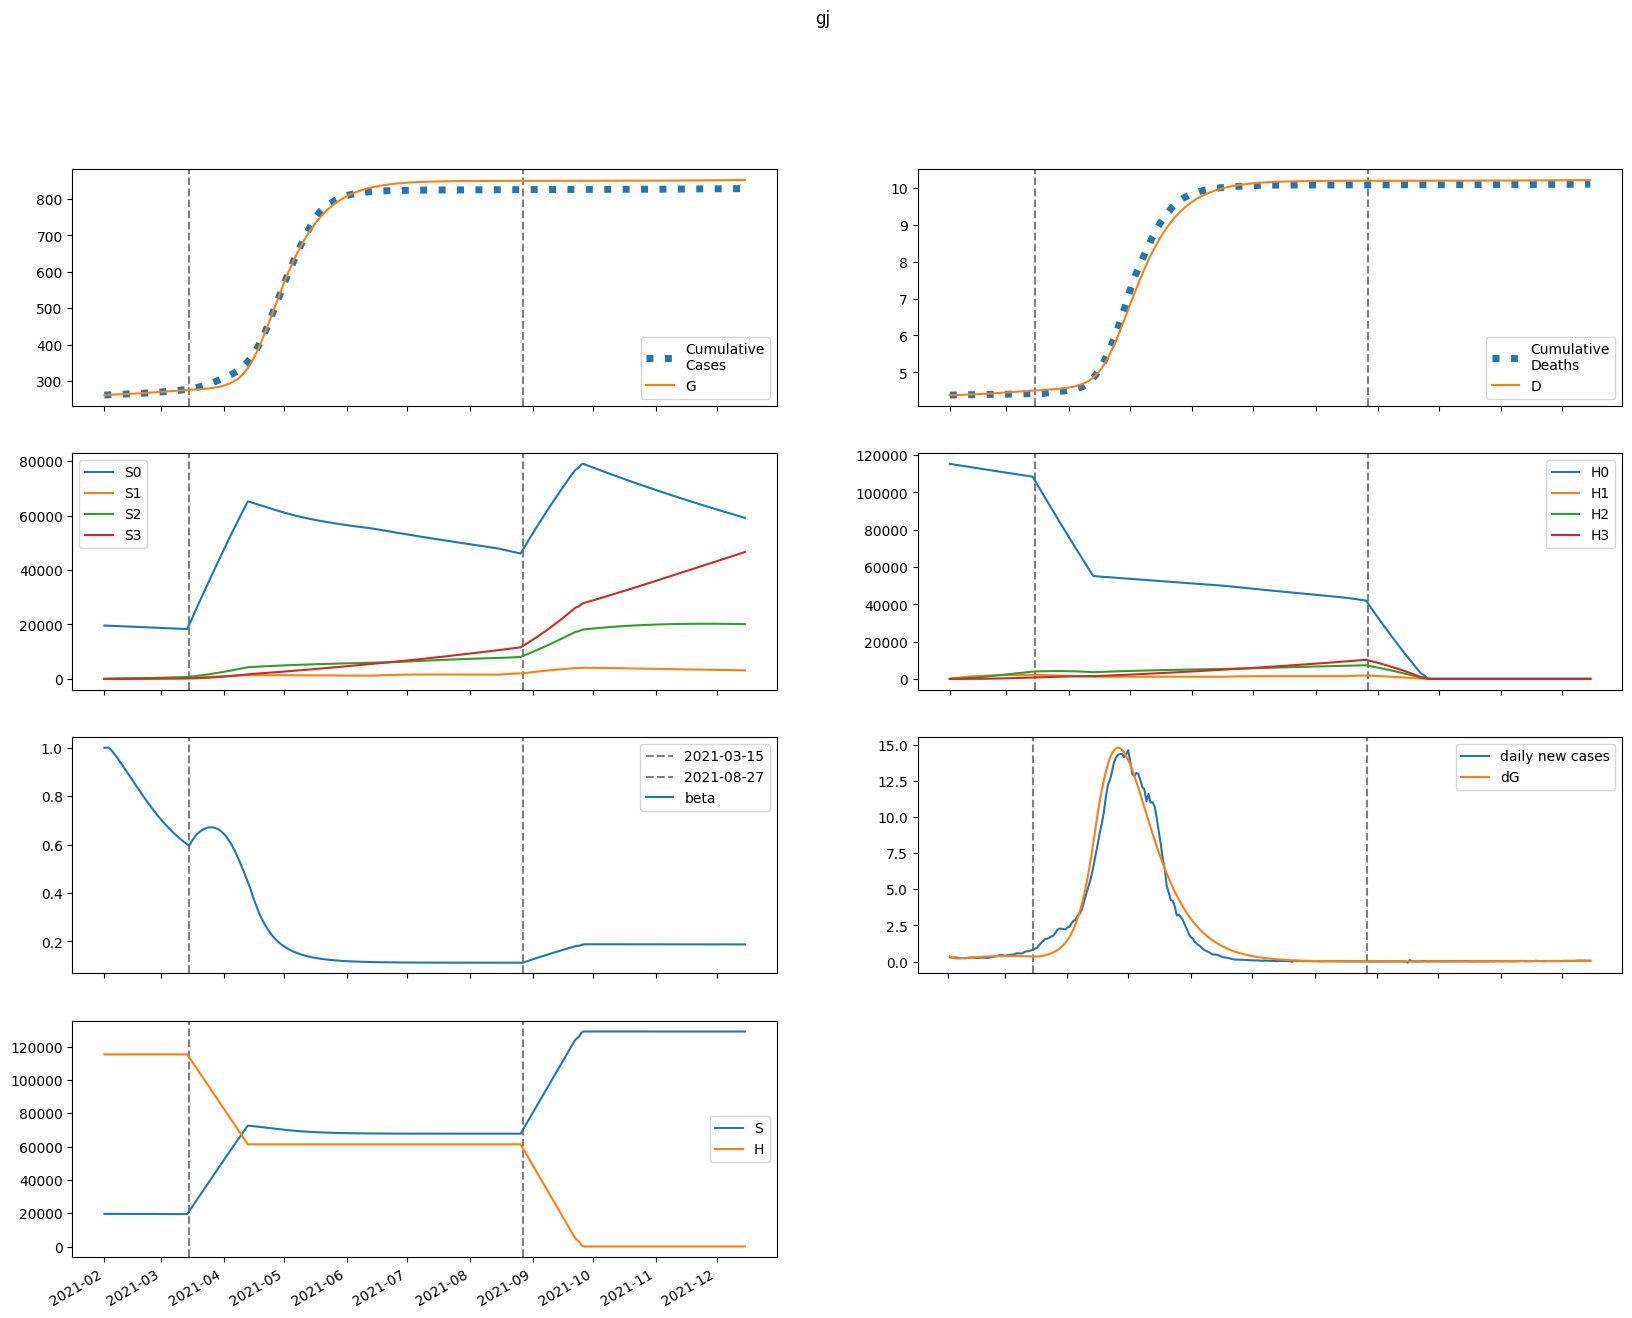 gj
800
700
600
500
400
300
Cumulative
Cases
G
10
9
8
7
6
5
Cumulative
Deaths
D
80000
60000
40000
20000
0
S0
S1
S2
S3
120000
100000
80000
60000
40000
20000
0
H0
H1
H2
H3
1.0
0.8
0.6
0.4
0.2
2021-03-15
2021-08-27
beta
15.0
12.5
10.0
7.5
5.0
2.5
0.0
daily new cases
dG
120000
100000
80000
60000
40000
20000
0
S
H
2021-02
2021-03
2021-04
2021-05
2021-06
2021-07
2021-08
2021-09
2021-10
2021-11
2021-12